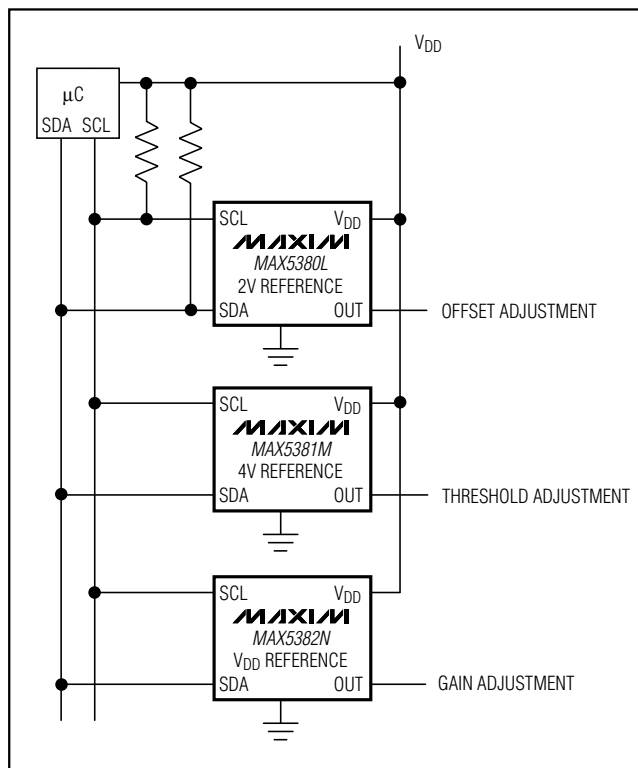 VDD
μC
SDA SCL
SCL VDD
MAXIM
MAX5380L
2V REFERENCE
SDA OUT
OFFSET ADJUSTMENT
SCL VDD
MAXIM
MAX5381M
4V REFERENCE
SDA OUT
THRESHOLD ADJUSTMENT
SCL VDD
MAXIM
MAX5382N
VDD REFERENCE
SDA OUT
GAIN ADJUSTMENT